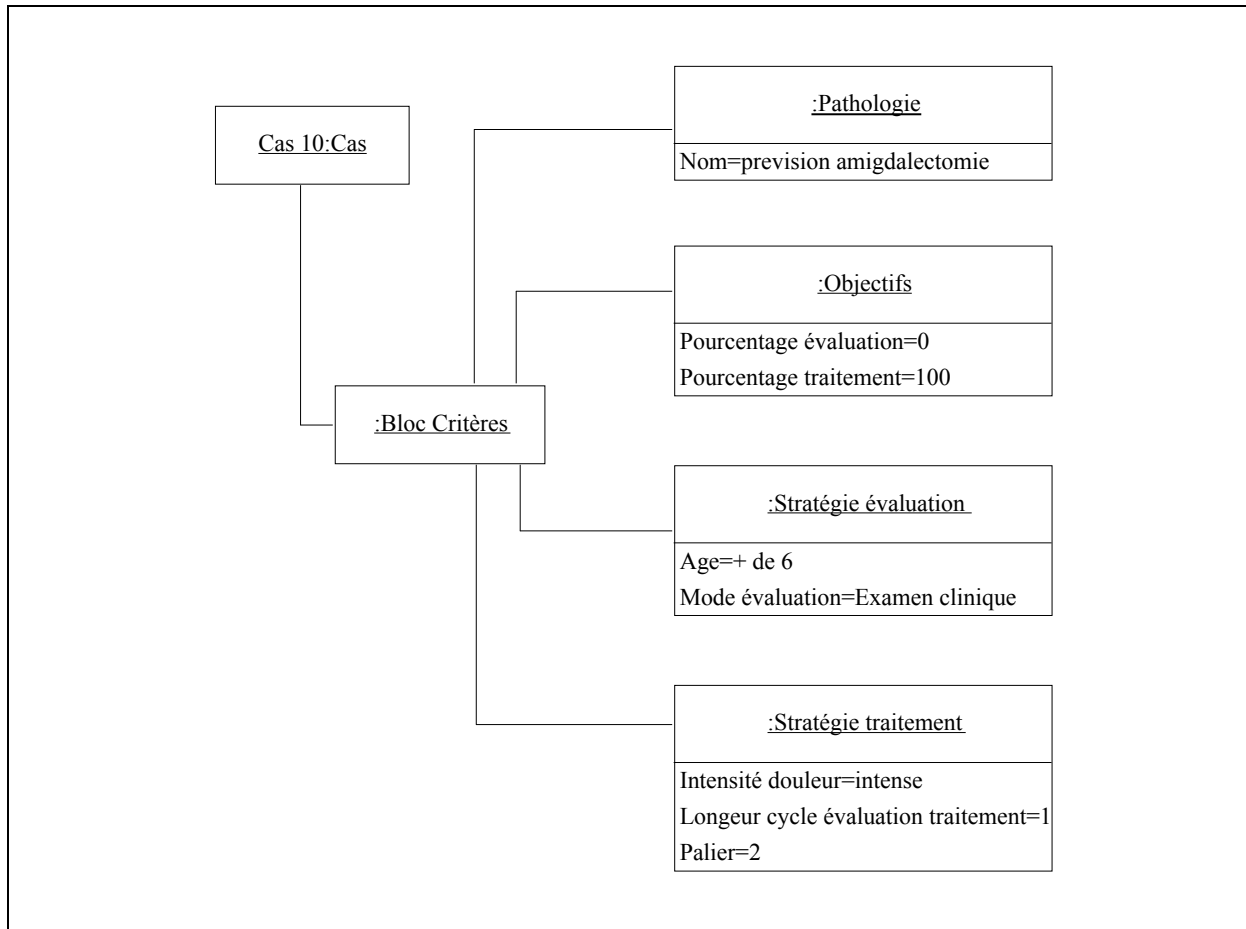 Cas 10:Cas
:Bloc Critères
:Pathologie
Nom=prevision amigdalectomie
:Objectifs
Pourcentage évaluation=0
Pourcentage traitement=100
:Stratégie évaluation
Age=+ de 6
Mode évaluation=Examen clinique
:Stratégie traitement
Intensité douleur=intense
Longeur cycle évaluation traitement=1
Palier=2